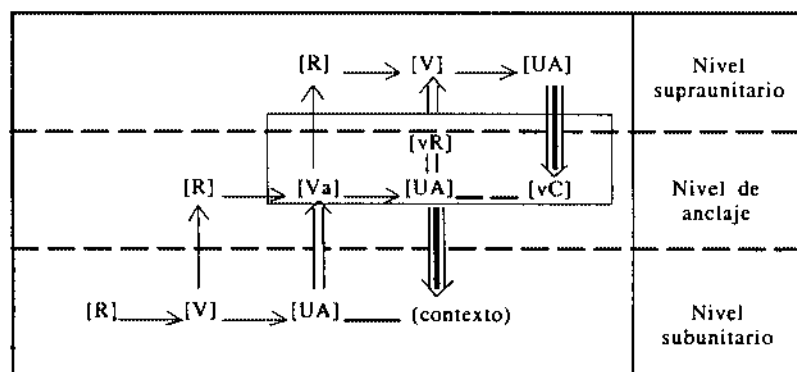 [R] [V] [UA] Nivel
supraunitario
[vR]
[R] [Va] [UA] [vC] Nivel de
anclaje
[R] [V] [UA] (contexto) Nivel
subunitario